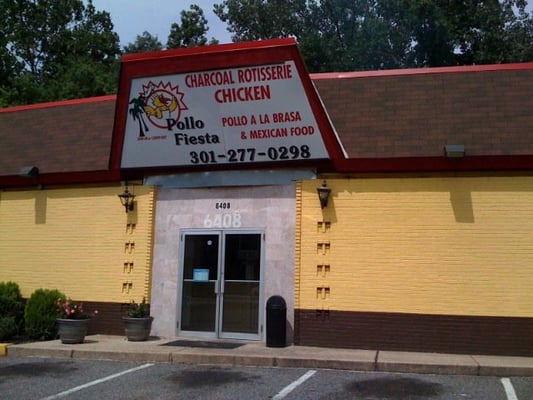 CHARCOAL ROTISSERIE
CHICKEN
Pollo
Fiesta
POLLO A LA BRASA
& MEXICAN FOOD
301-277-0298
6408
6408